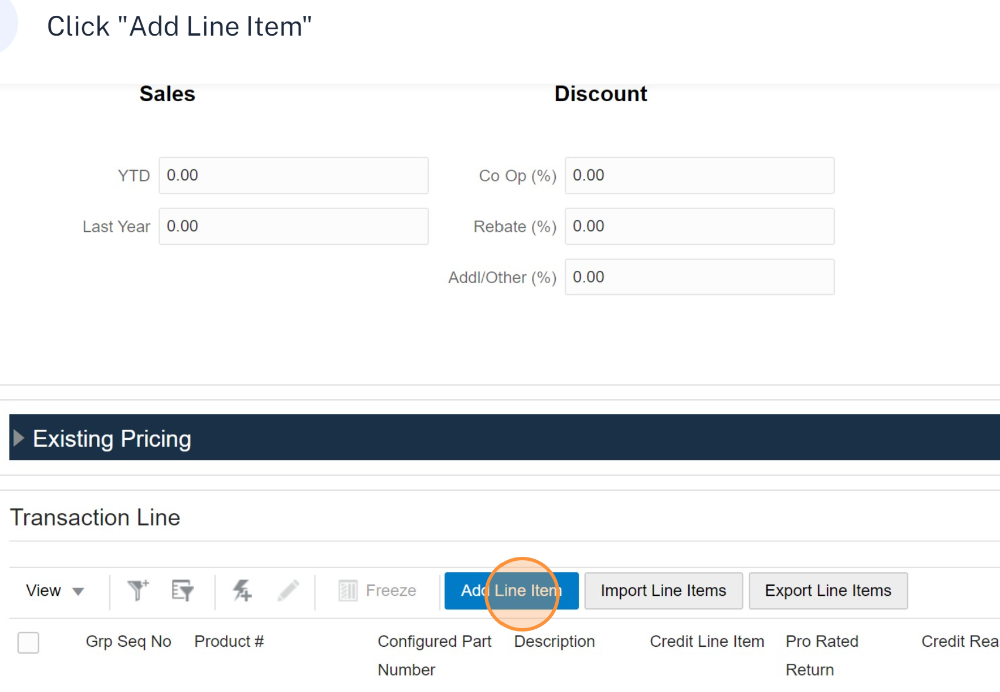 Click "Add Line Item"
Sales
Discount
YTD 0.00
Co Op (%) 0.00
Last Year 0.00
Rebate (%) 0.00
Addl/Other (%) 0.00
Existing Pricing
Transaction Line
View Freeze Add Line Item Import Line Items Export Line Items
Grp Seq No Product # Configured Part Description Credit Line Item Pro Rated Credit Rea
Number Return